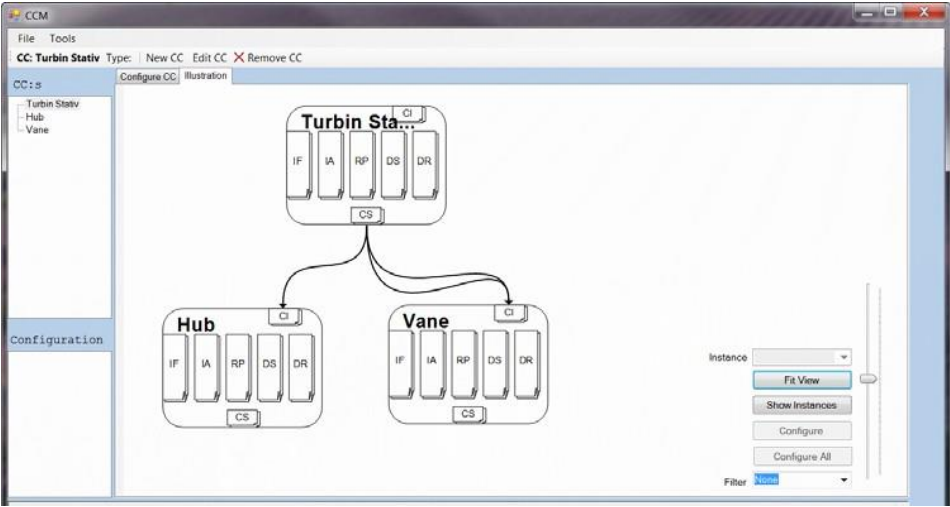 CCM
File Tools
CC: Turbin Stativ Type: New CC Edit CC Remove CC
CC:s
Configure CC Illustration
Turbin Stativ
Hub
Vane
Turbin Sta...
CI
IF IA RP DS DR
CS
Hub
CI
IF IA RP DS DR
CS
Vane
CI
IF IA RP DS DR
CS
Configuration
Instance
Fit View
Show Instances
Configure
Configure All
Filter None